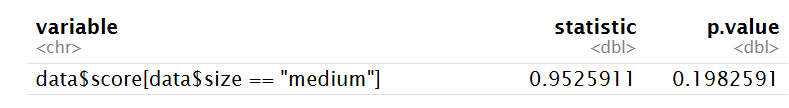 variable statistic p.value
<chr> <dbl> <dbl>
data$score[data$size == "medium"] 0.9525911 0.1982591